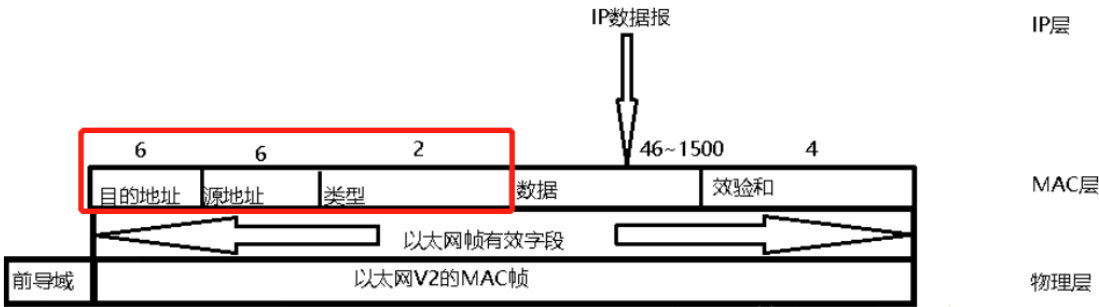 IP数据报
IP层
6
6
2
46~1500
4
目的地址
源地址
类型
数据
效验和
MAC层
以太网帧有效字段
前导域
以太网V2的MAC帧
物理层